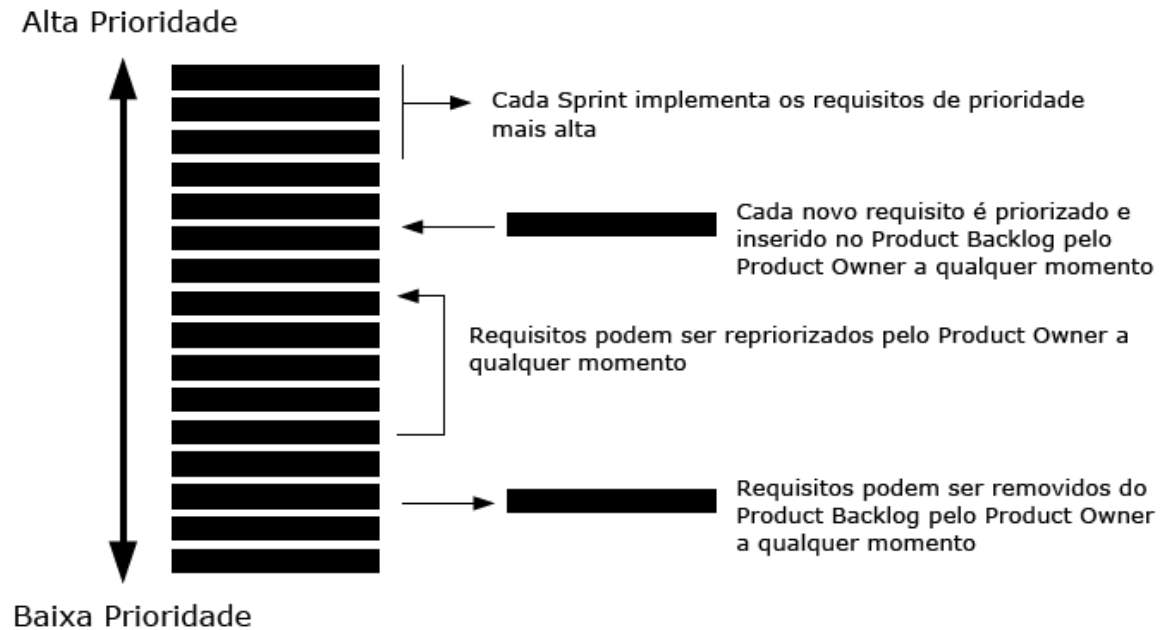 Alta Prioridade
Cada Sprint implementa os requisitos de prioridade
mais alta
Cada novo requisito é priorizado e
inserido no Product Backlog pelo
Product Owner a qualquer momento
Requisitos podem ser repriorizados pelo Product Owner a
qualquer momento
Requisitos podem ser removidos do
Product Backlog pelo Product Owner
a qualquer momento
Baixa Prioridade